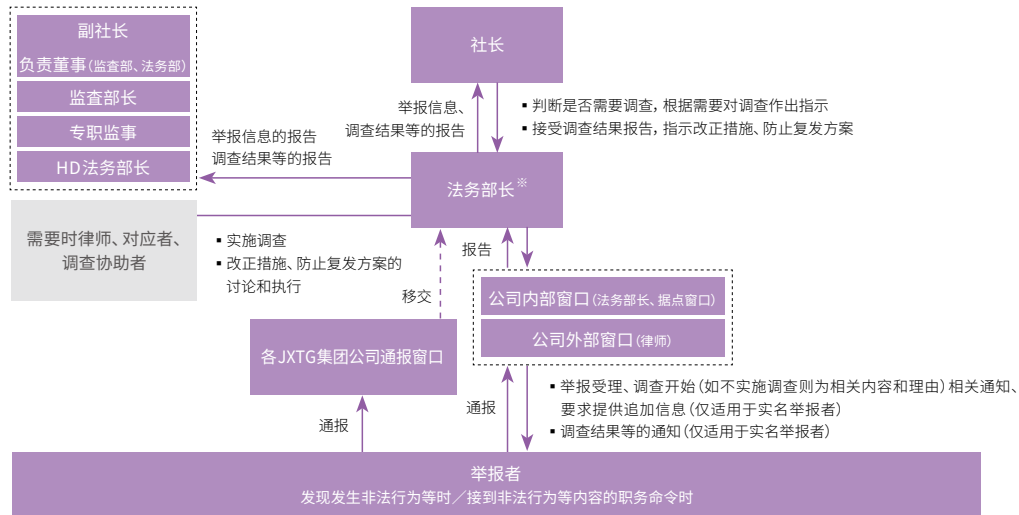 副社长
负责董事（监査部、法务部）
监査部长
专职监事
HD法务部长
社长
举报信息、
调查结果等的报告
▪ 判断是否需要调查，根据需要对调查作出指示
▪ 接受调查结果报告，指示改正措施、防止复发方案
举报信息的报告
调查结果等的报告
法务部长※
需要时律师、对应者、
调查协助者
▪ 实施调查
▪ 改正措施、防止复发方案的
讨论和执行
报告
移交
公司内部窗口（法务部长、据点窗口）
公司外部窗口（律师）
各JXTG集团公司通报窗口
通报
通报
▪ 举报受理、调查开始（如不实施调查则为相关内容和理由）相关通知、
要求提供追加信息（仅适用于实名举报者）
▪ 调查结果等的通知（仅适用于实名举报者）
举报者
发现发生非法行为等时／接到非法行为等内容的职务命令时